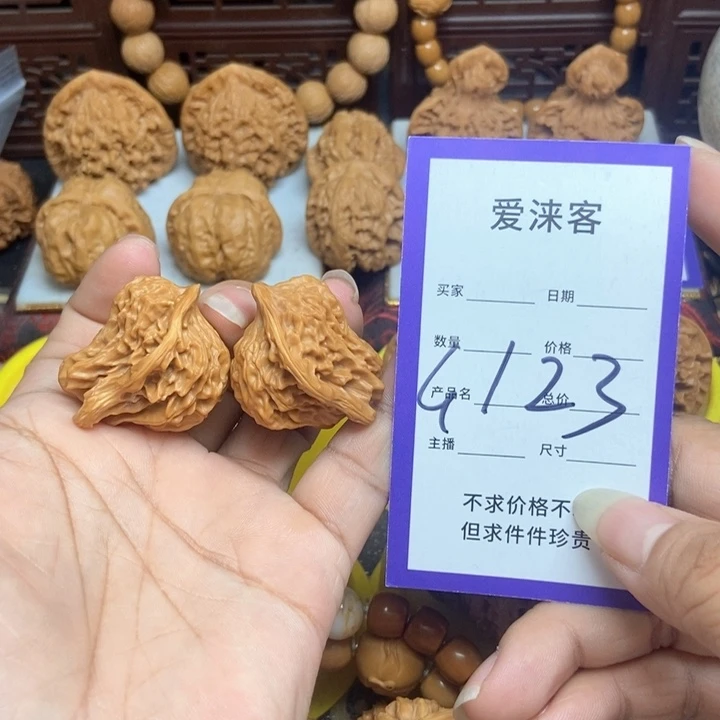 爱涞客
买家 日期
数量 价格
G123
产品名 总价
主播 尺寸
不求价格不
但求件件珍贵